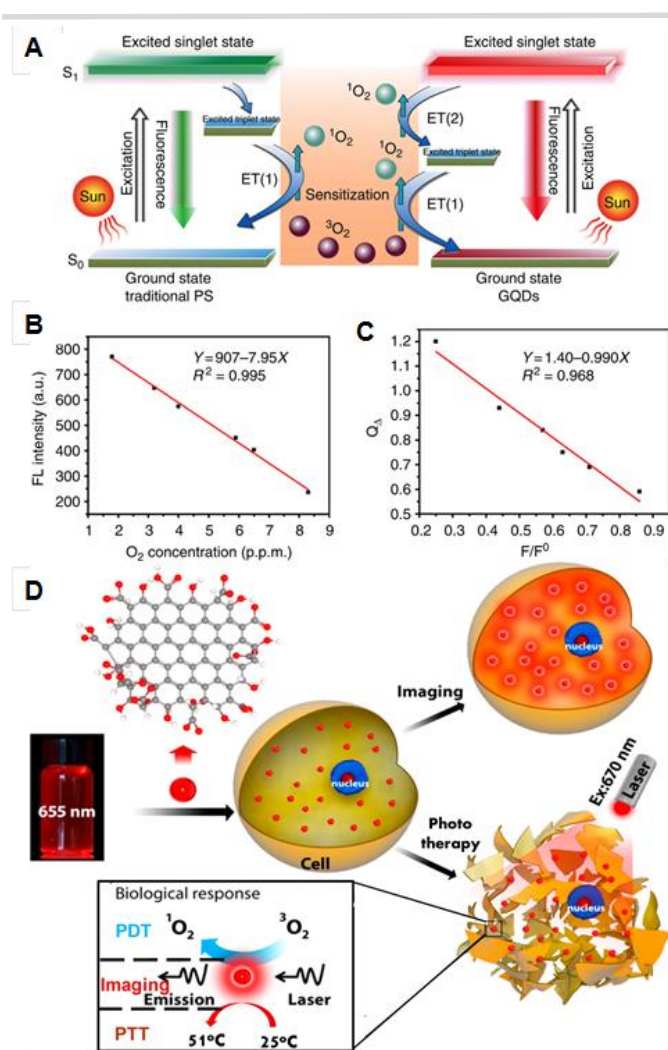 A
Excited singlet state
Excited singlet state
S1
¹O2
ET(2)
Excited triplet state
¹O2
¹O2
Excited triplet state
Excitation
Fluorescence
ET(1)
Sensitization
ET(1)
Fluorescence
Excitation
Sun
Sun
³O2
S0
Ground state
traditional PS
Ground state
GQDs
B
Y=907–7.95X
R² = 0.995
FL intensity (a.u.)
800
700
600
500
400
300
200
1 2 3 4 5 6 7 8 9
O2 concentration (p.p.m.)
C
Y=1.40–0.990X
R² = 0.968
QΔ
1.2
1.1
1.0
0.9
0.8
0.7
0.6
0.5
0.2 0.3 0.4 0.5 0.6 0.7 0.8 0.9
F/F⁰
D
nucleus
Imaging
655 nm
nucleus
Cell
Ex:670 nm
Laser
Photo
therapy
nucleus
Biological response
PDT
¹O2
³O2
Imaging
Emission
Laser
PTT
51ºC
25ºC